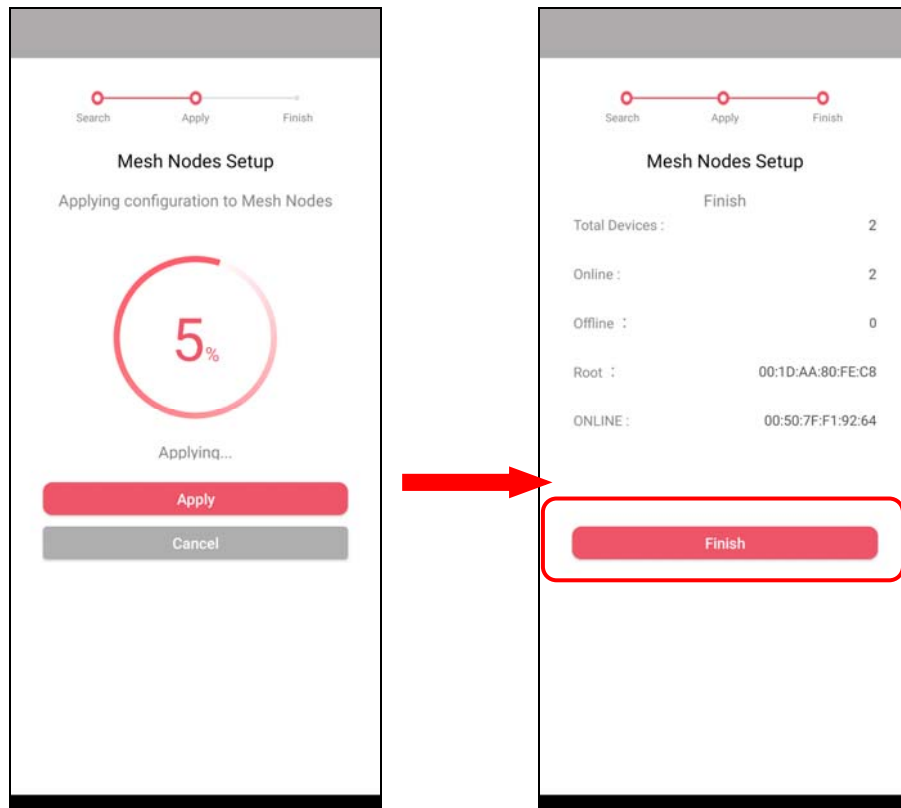 Search Apply Finish
Mesh Nodes Setup
Applying configuration to Mesh Nodes
5%
Applying...
Apply
Cancel
Search Apply Finish
Mesh Nodes Setup
Finish
Total Devices : 2
Online : 2
Offline ： 0
Root ： 00:1D:AA:80:FE:C8
ONLINE : 00:50:7F:F1:92:64
Finish